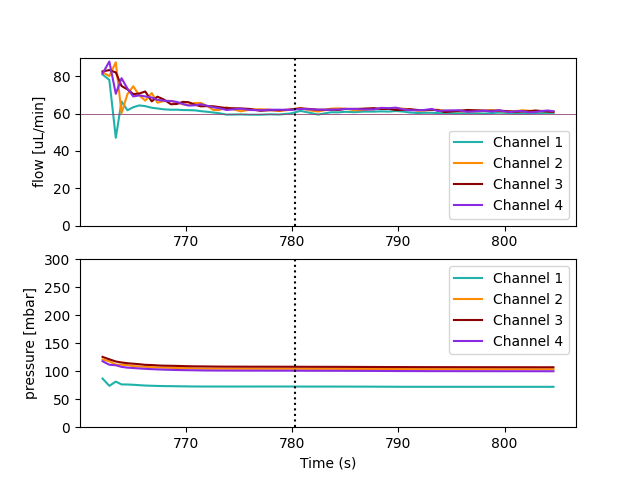 flow [uL/min]
80
60
40
20
0
Channel 1
Channel 2
Channel 3
Channel 4
770 780 790 800
pressure [mbar]
300
250
200
150
100
50
0
Channel 1
Channel 2
Channel 3
Channel 4
770 780 790 800
Time (s)